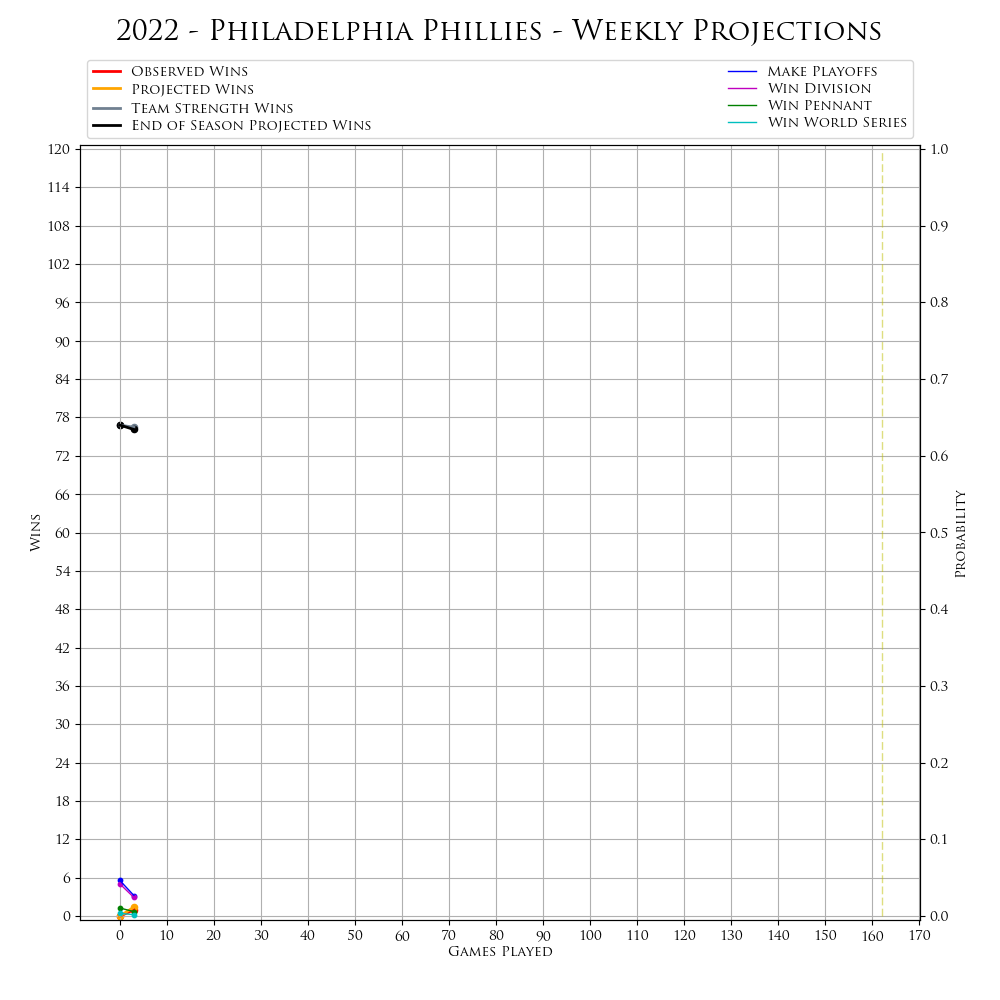 2022 - Philadelphia Phillies - Weekly Projections
Observed Wins
Projected Wins
Team Strength Wins
End of Season Projected Wins
Make Playoffs
Win Division
Win Pennant
Win World Series
120
114
108
102
96
90
84
78
72
66
60
54
48
42
36
30
24
18
12
6
0
Wins
1.0
0.9
0.8
0.7
0.6
0.5
0.4
0.3
0.2
0.1
0.0
Probability
0 10 20 30 40 50 60 70 80 90 100 110 120 130 140 150 160 170
Games Played